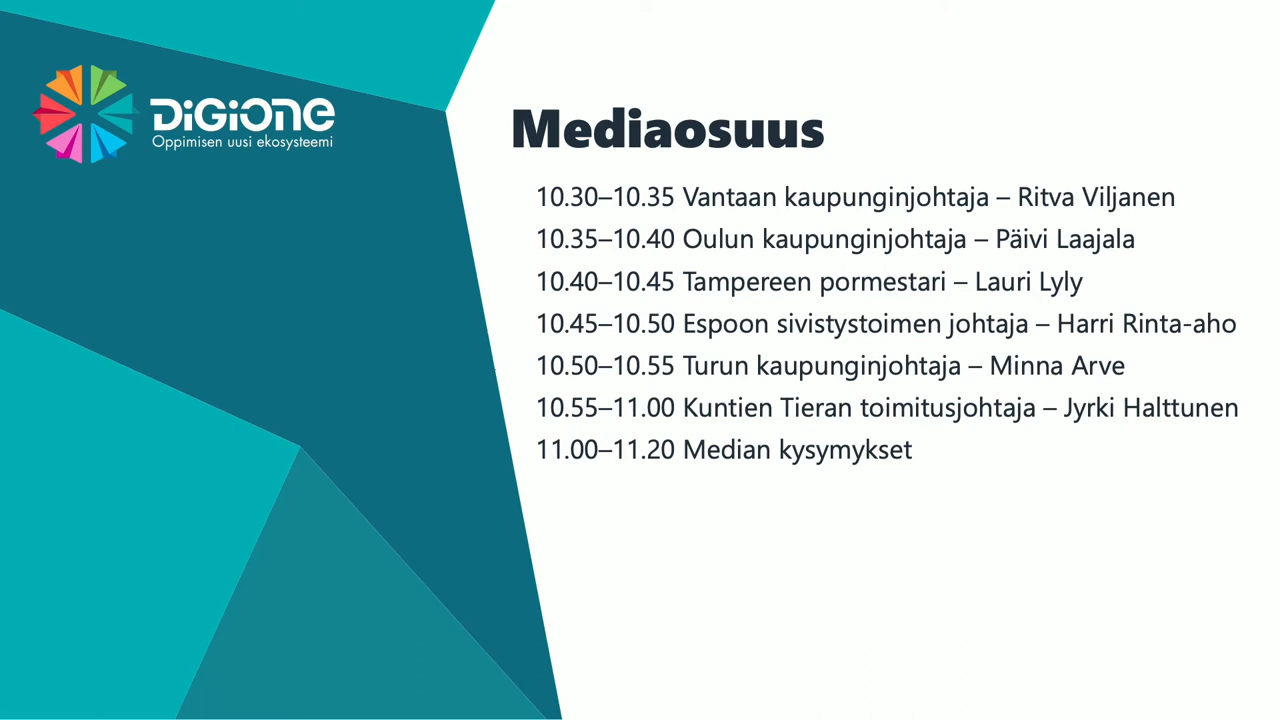 DiGiONe
Oppimisen uusi ekosysteemi
Mediaosuus
10.30–10.35 Vantaan kaupunginjohtaja – Ritva Viljanen
10.35–10.40 Oulun kaupunginjohtaja – Päivi Laajala
10.40–10.45 Tampereen pormestari – Lauri Lyly
10.45–10.50 Espoon sivistystoimen johtaja – Harri Rinta-aho
10.50–10.55 Turun kaupunginjohtaja – Minna Arve
10.55–11.00 Kuntien Tieran toimitusjohtaja – Jyrki Halttunen
11.00–11.20 Median kysymykset